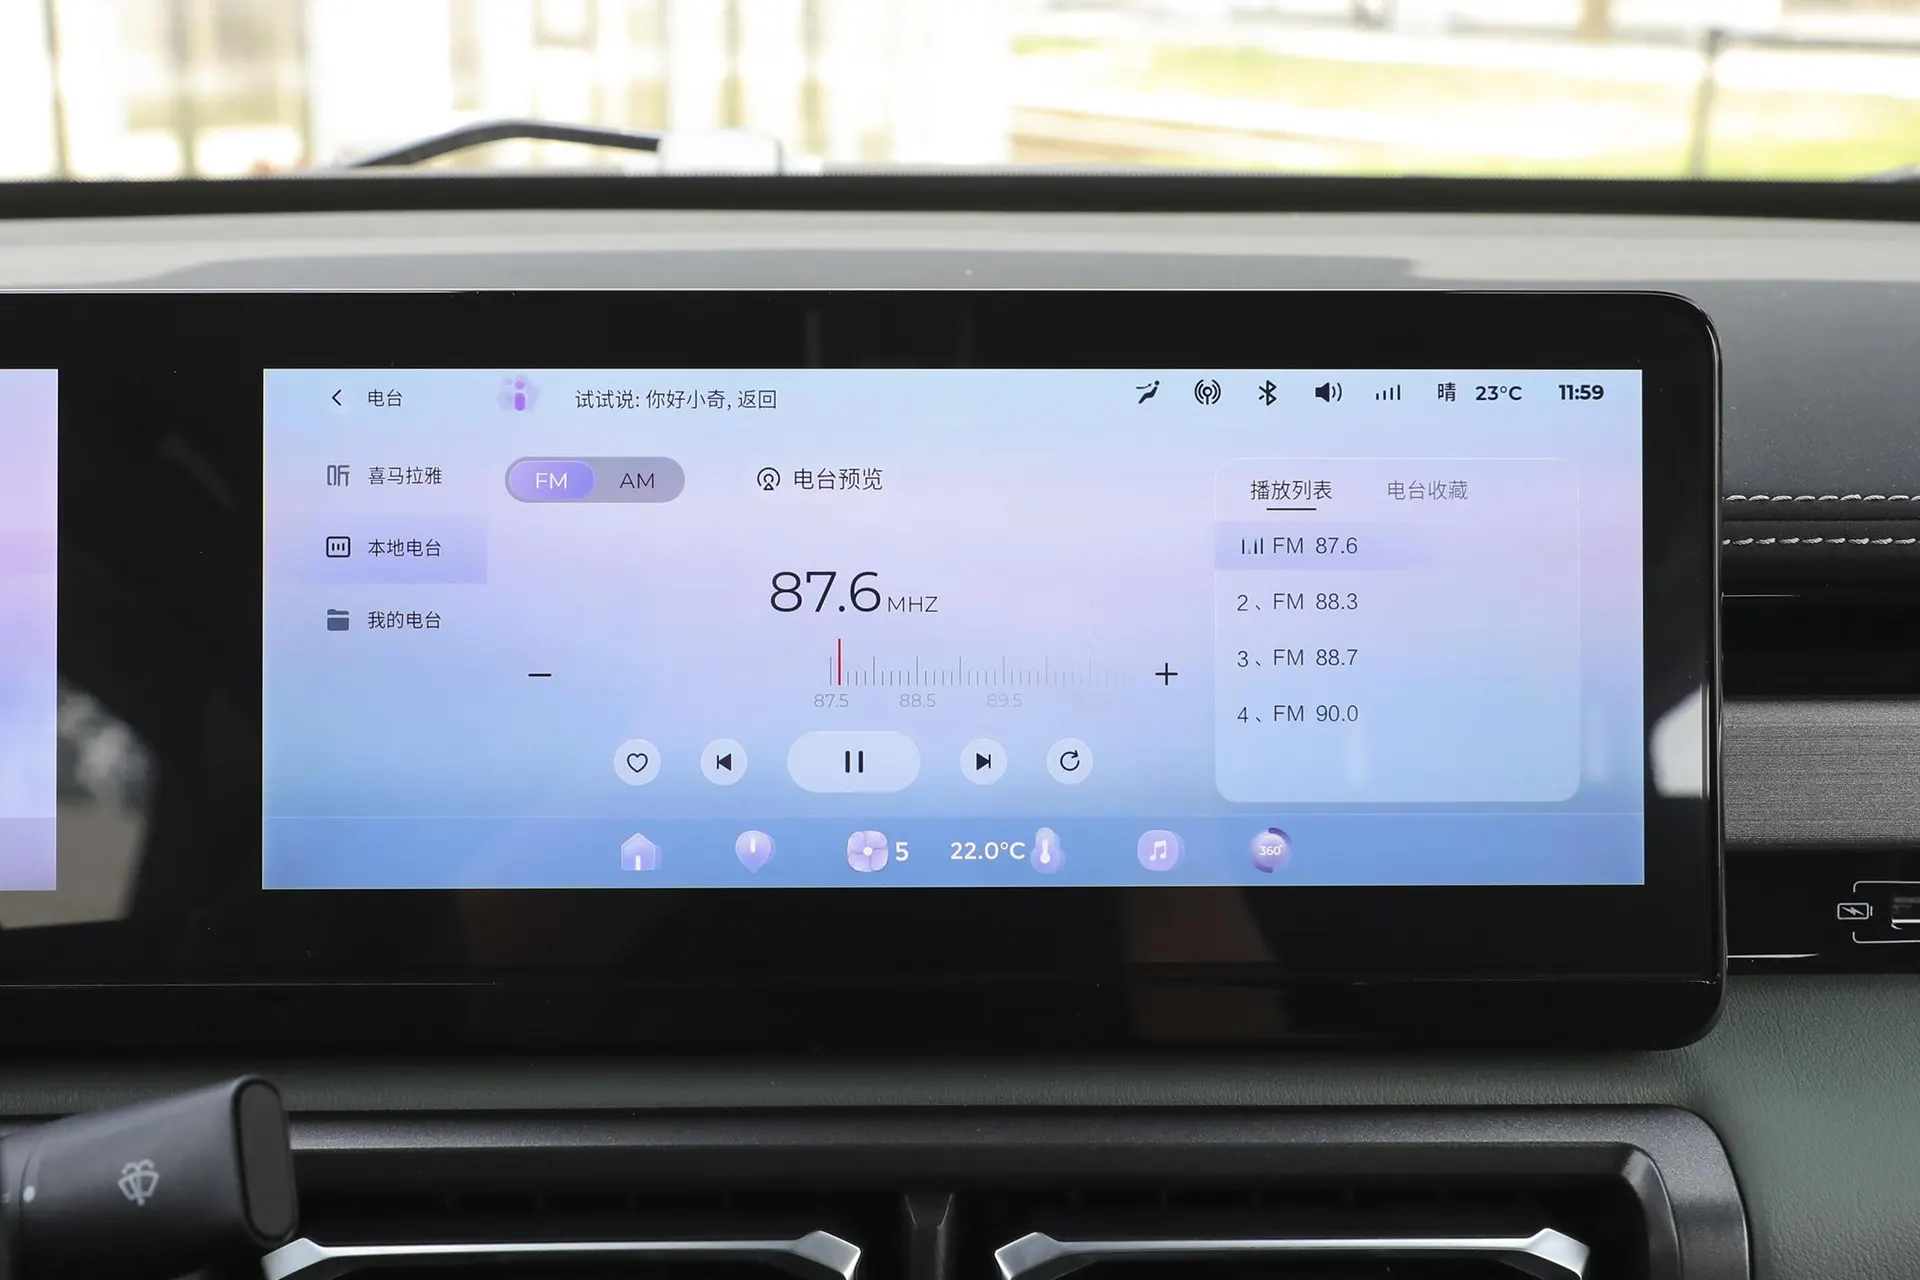 电台 试试说: 你好小奇, 返回 晴 23°C 11:59
喜马拉雅
本地电台
我的电台
FM AM 电台预览
87.6 MHZ
87.5 88.5 89.5
播放列表 电台收藏
FM 87.6
2、FM 88.3
3、FM 88.7
4、FM 90.0
5 22.0°C 360°